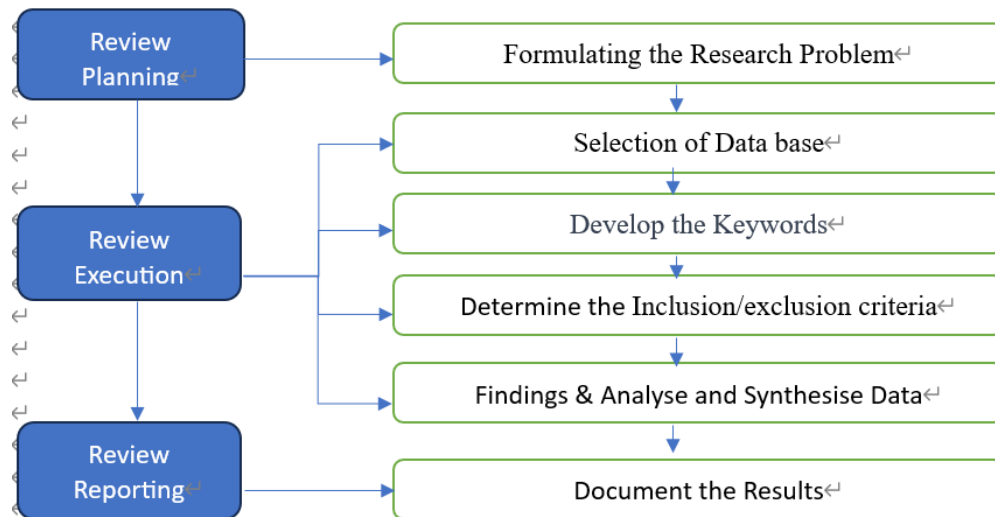 Review
Planning
Formulating the Research Problem
Selection of Data base
Develop the Keywords
Review
Execution
Determine the Inclusion/exclusion criteria
Findings & Analyse and Synthesise Data
Review
Reporting
Document the Results